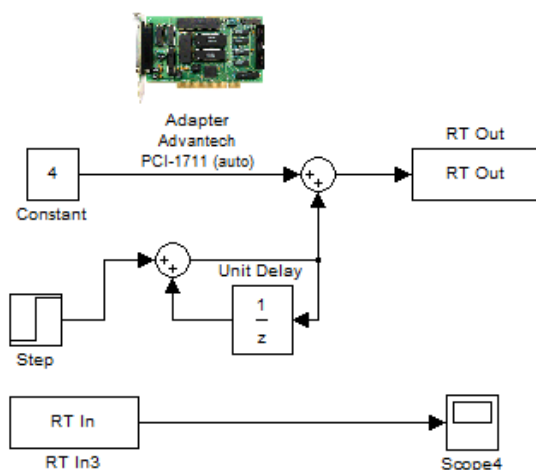 Adapter
Advantech
PCI-1711 (auto)
RT Out
4
+
+
RT Out
Constant
+
+
Unit Delay
1
z
Step
RT In
RT In3
Scope4